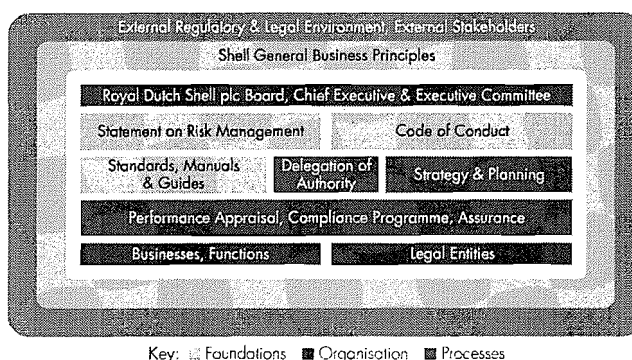 External Regulatory & Legal Environment, External Stakeholders
Shell General Business Principles
Royal Dutch Shell plc Board, Chief Executive & Executive Committee
Statement on Risk Management
Code of Conduct
Standards, Manuals
& Guides
Delegation of
Authority
Strategy & Planning
Performance Appraisal, Compliance Programme, Assurance
Businesses, Functions
Legal Entities
Key: Foundations Organisation Processes